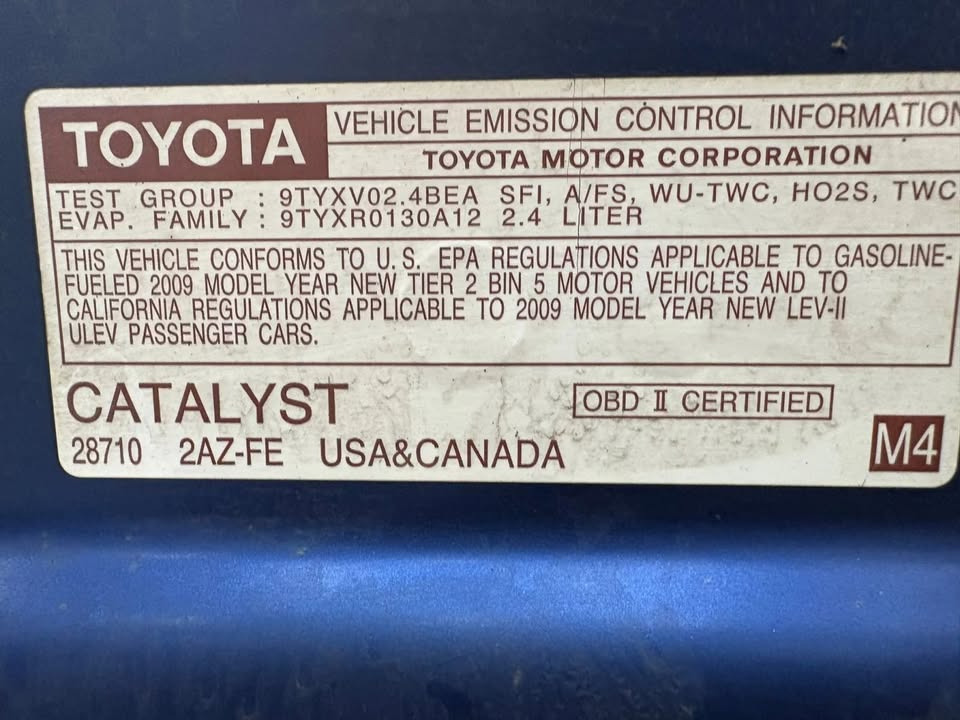 TOYOTA VEHICLE EMISSION CONTROL INFORMATION
TOYOTA MOTOR CORPORATION
TEST GROUP : 9TYXV02.4BEA SFI, A/FS, WU-TWC, HO2S, TWC
EVAP. FAMILY : 9TYXR0130A12 2.4 LITER
THIS VEHICLE CONFORMS TO U.S. EPA REGULATIONS APPLICABLE TO GASOLINE-
FUELED 2009 MODEL YEAR NEW TIER 2 BIN 5 MOTOR VEHICLES AND TO
CALIFORNIA REGULATIONS APPLICABLE TO 2009 MODEL YEAR NEW LEV-II
ULEV PASSENGER CARS.
CATALYST OBD II CERTIFIED
28710 2AZ-FE USA&CANADA M4